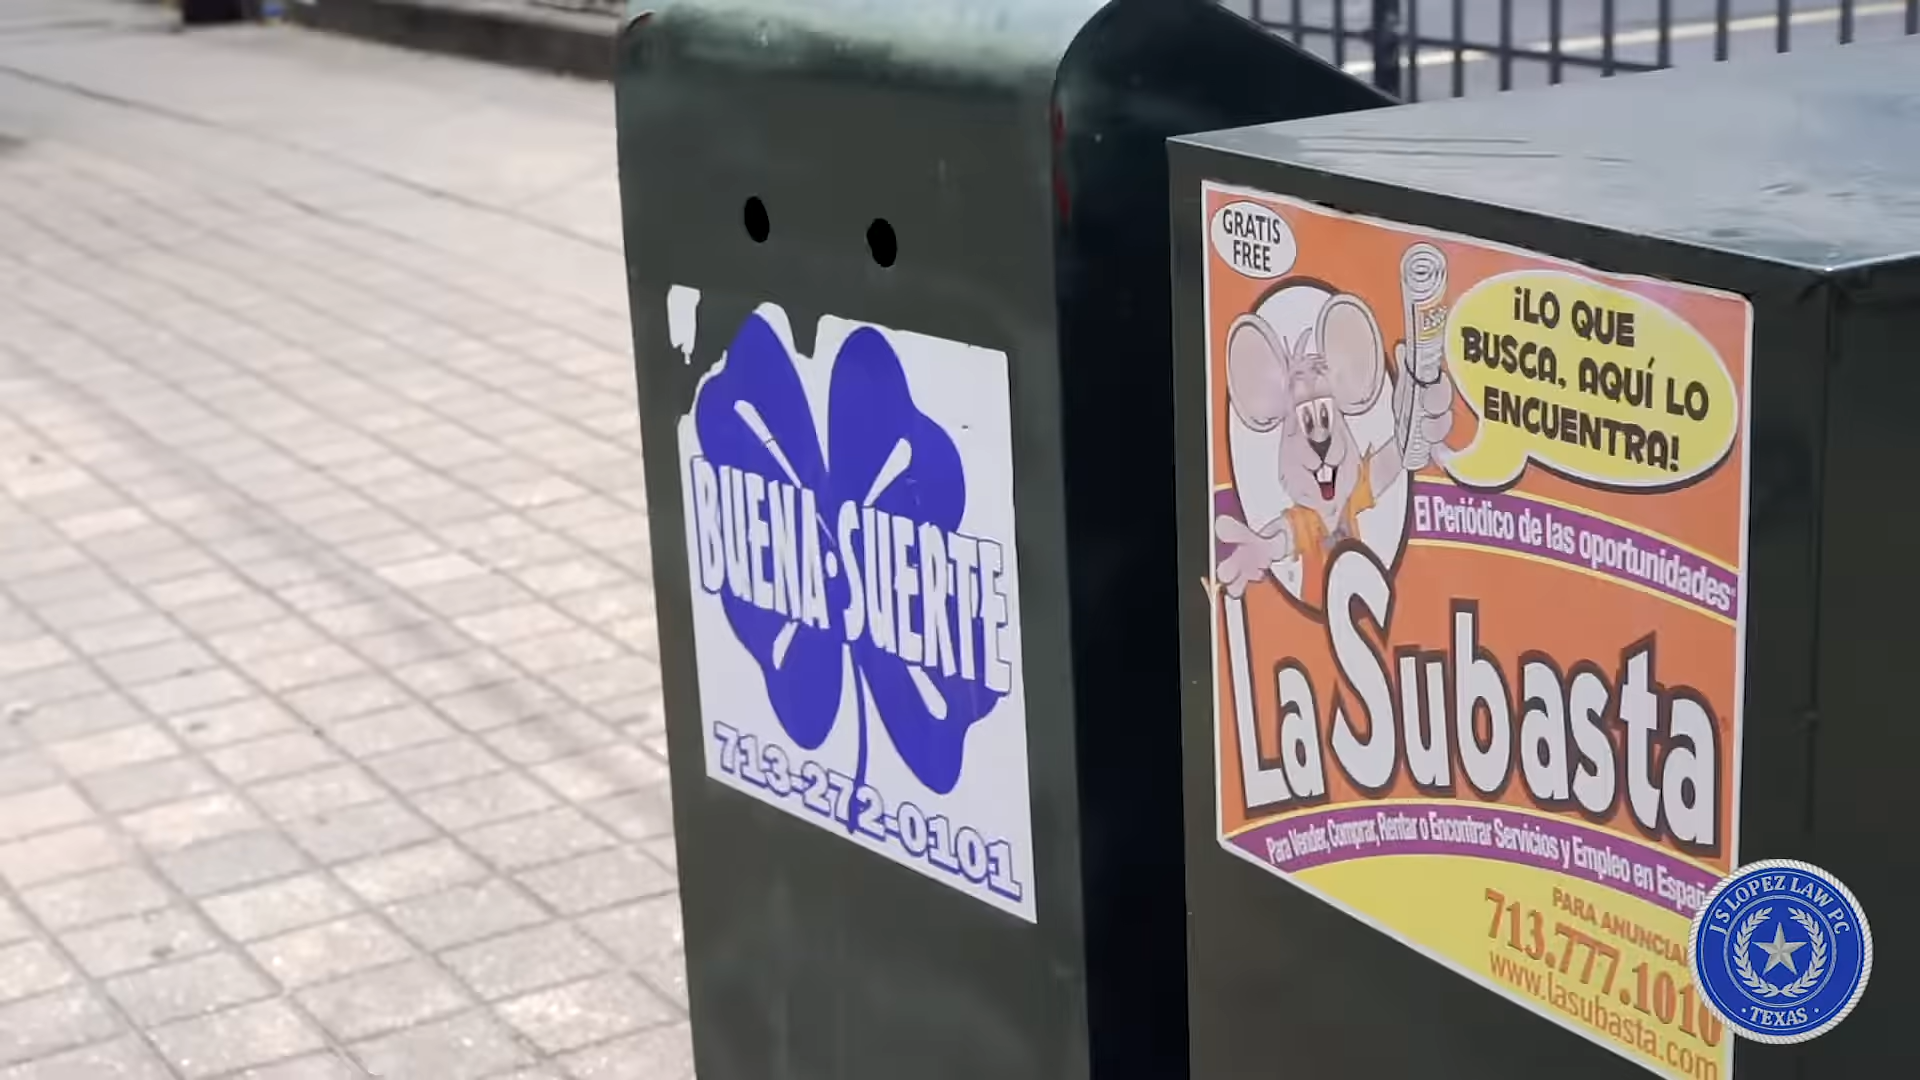 BUENA·SUERTE
713-272-0101
GRATIS
FREE
¡LO QUE
BUSCA, AQUÍ LO
ENCUENTRA!
El Periódico de las oportunidades
La Subasta
Para Vender, Comprar, Rentar o Encontrar Servicios y Empleo en
PARA
713.777.1010
www.lasubasta.com
JS LOPEZ LAW PC
· TEXAS ·